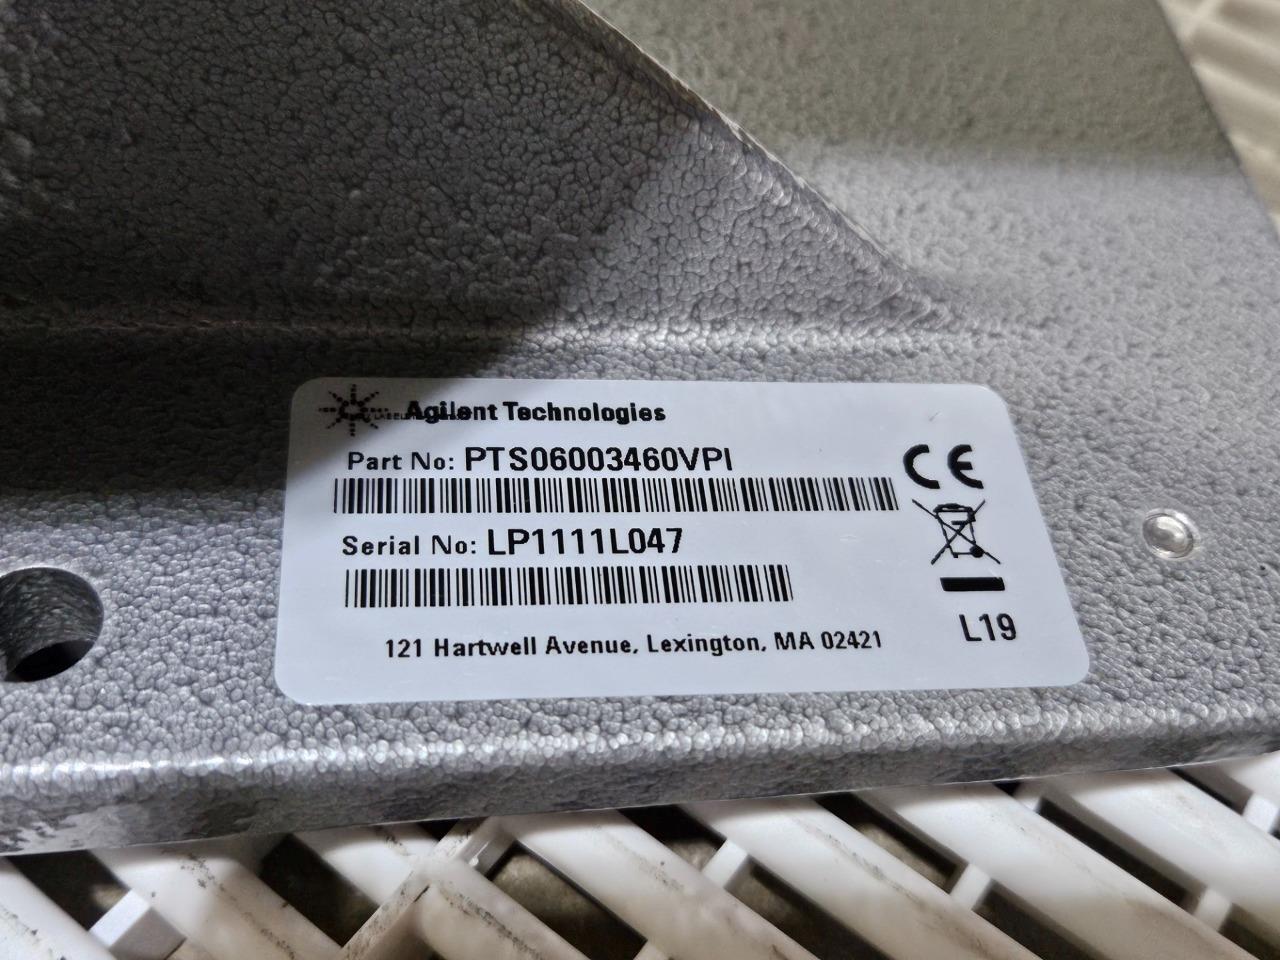 Agilent Technologies
Part No: PTS06003460VPI
Serial No: LP1111L047
121 Hartwell Avenue, Lexington, MA 02421
CE
L19